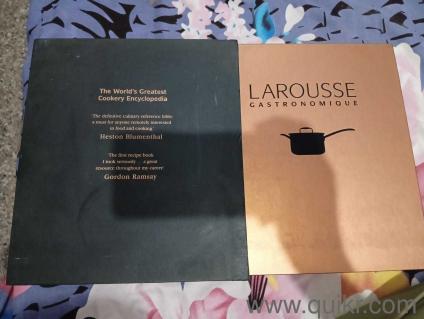 The World's Greatest
Cookery Encyclopedia
'The definitive culinary reference bible:
a must for anyone remotely interested
in food and cooking'
Heston Blumenthal
'The first recipe book
I took seriously ... a great
resource throughout my career'
Gordon Ramsay
LAROUSSE
GASTRONOMIQUE
www.quikr.com